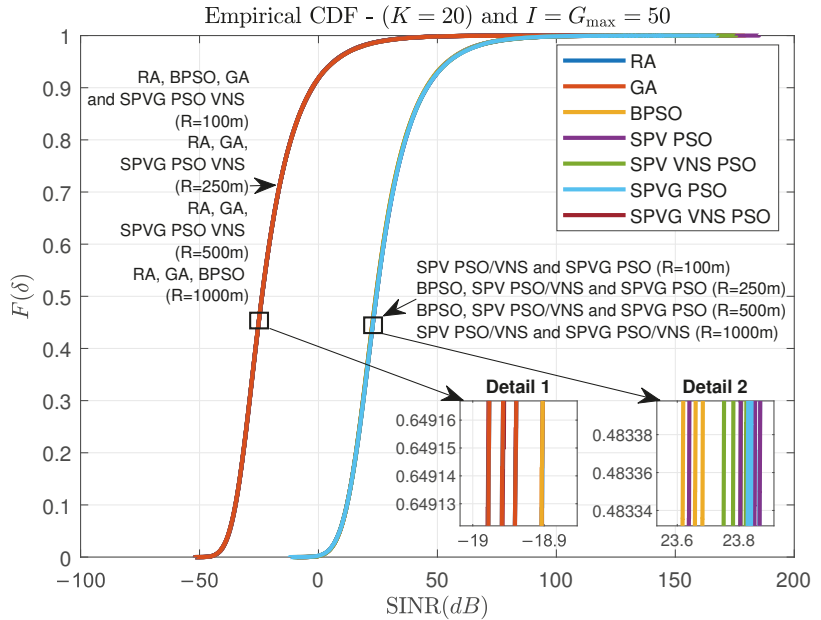 Empirical CDF - (K = 20) and I = G_max = 50
F(δ)
1
0.9
0.8
0.7
0.6
0.5
0.4
0.3
0.2
0.1
0
RA, BPSO, GA
and SPVG PSO VNS
(R=100m)
RA, GA,
SPVG PSO VNS
(R=250m)
RA, GA,
SPVG PSO VNS
(R=500m)
RA, GA, BPSO
(R=1000m)
RA
GA
BPSO
SPV PSO
SPV VNS PSO
SPVG PSO
SPVG VNS PSO
SPV PSO/VNS and SPVG PSO (R=100m)
BPSO, SPV PSO/VNS and SPVG PSO (R=250m)
BPSO, SPV PSO/VNS and SPVG PSO (R=500m)
SPV PSO/VNS and SPVG PSO/VNS (R=1000m)
Detail 1
0.64916
0.64915
0.64914
0.64913
−19
−18.9
Detail 2
0.48338
0.48336
0.48334
23.6
23.8
−100
−50
0
50
100
150
200
SINR(dB)